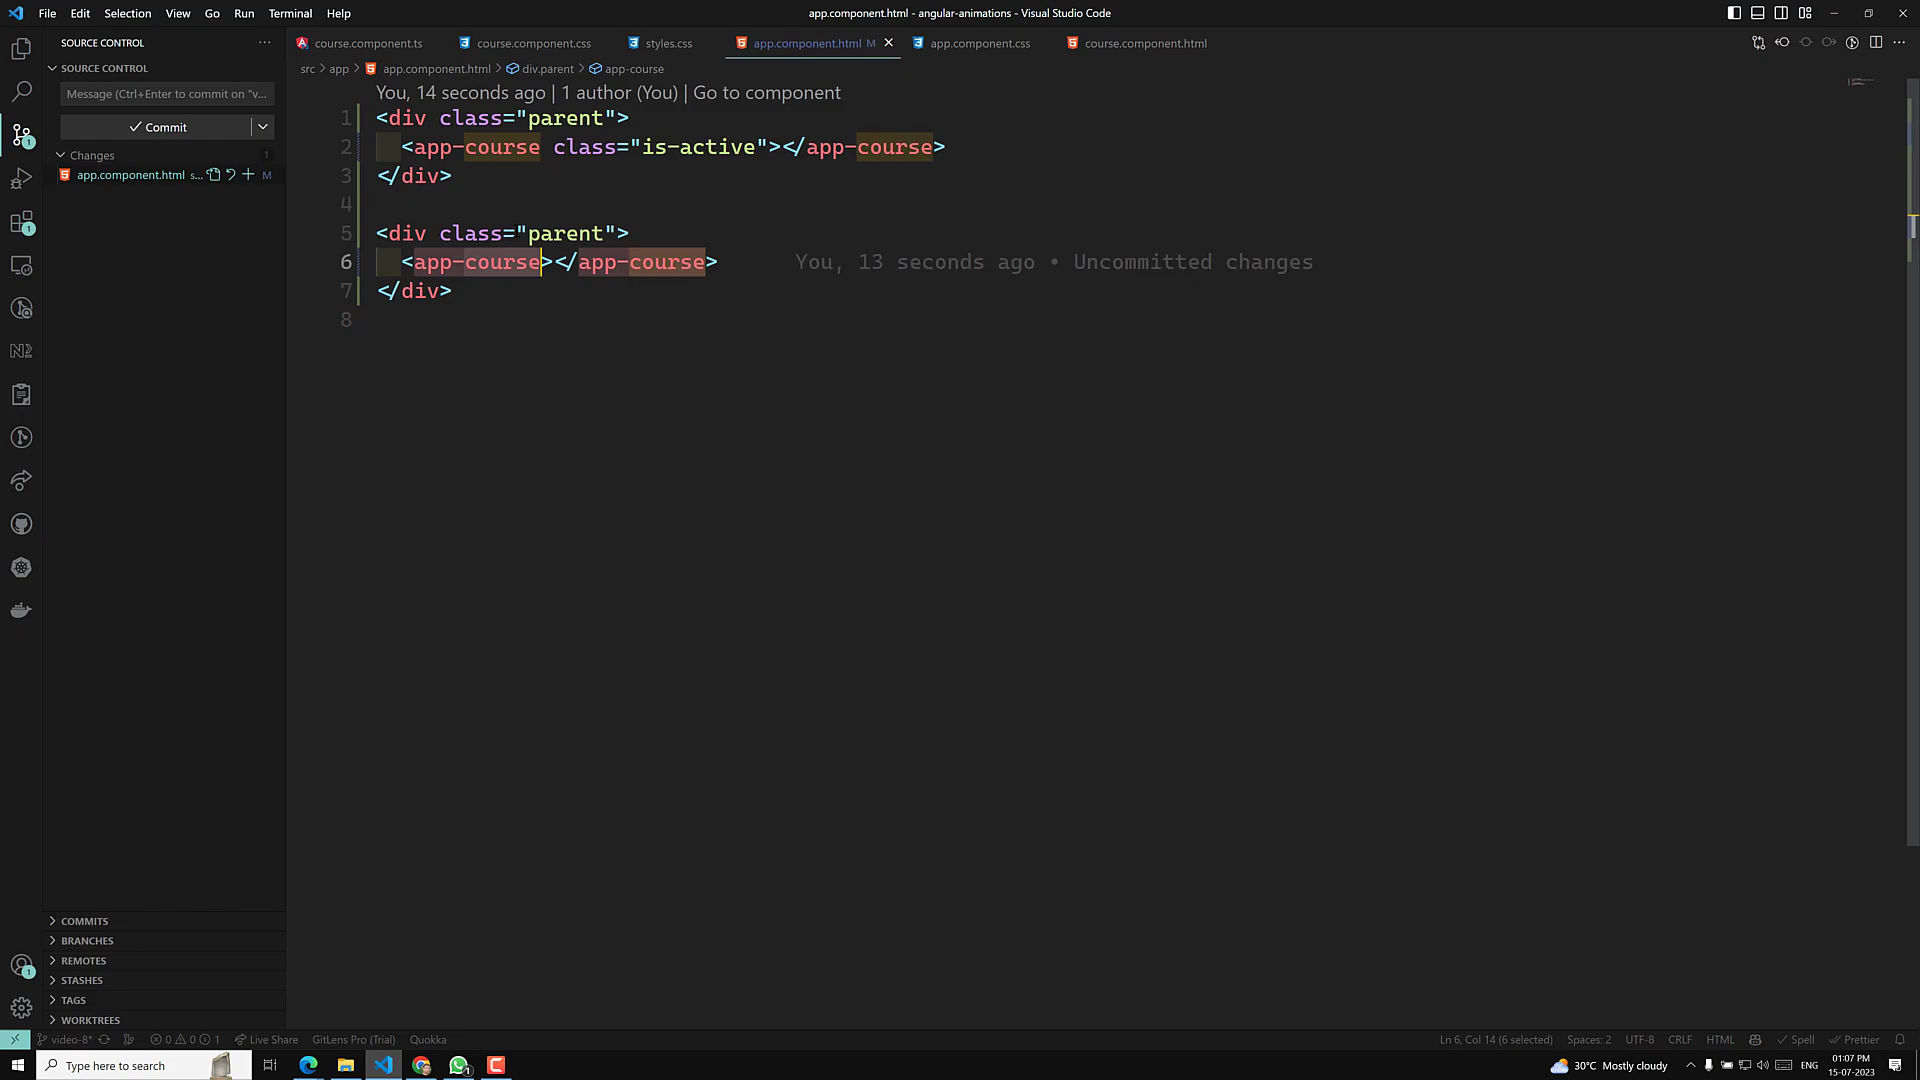 File Edit Selection View Go Run Terminal Help
app.component.html - angular-animations - Visual Studio Code
SOURCE CONTROL
course.component.ts course.component.css styles.css app.component.html M app.component.css course.component.html
SOURCE CONTROL
src > app > app.component.html > div.parent > app-course
Message (Ctrl+Enter to commit on "v...
You, 14 seconds ago | 1 author (You) | Go to component
1 <div class="parent">
Commit
2 <app-course class="is-active"></app-course>
Changes 1
3 </div>
app.component.html s... M
4
5 <div class="parent">
6 <app-course></app-course> You, 13 seconds ago • Uncommitted changes
7 </div>
8
COMMITS
BRANCHES
REMOTES
STASHES
TAGS
WORKTREES
video-8* 0 0 1 Live Share GitLens Pro (Trial) Quokka
Ln 6, Col 14 (6 selected) Spaces: 2 UTF-8 CRLF HTML Spell Prettier
Type here to search
30°C Mostly cloudy
ENG
01:07 PM
15-07-2023